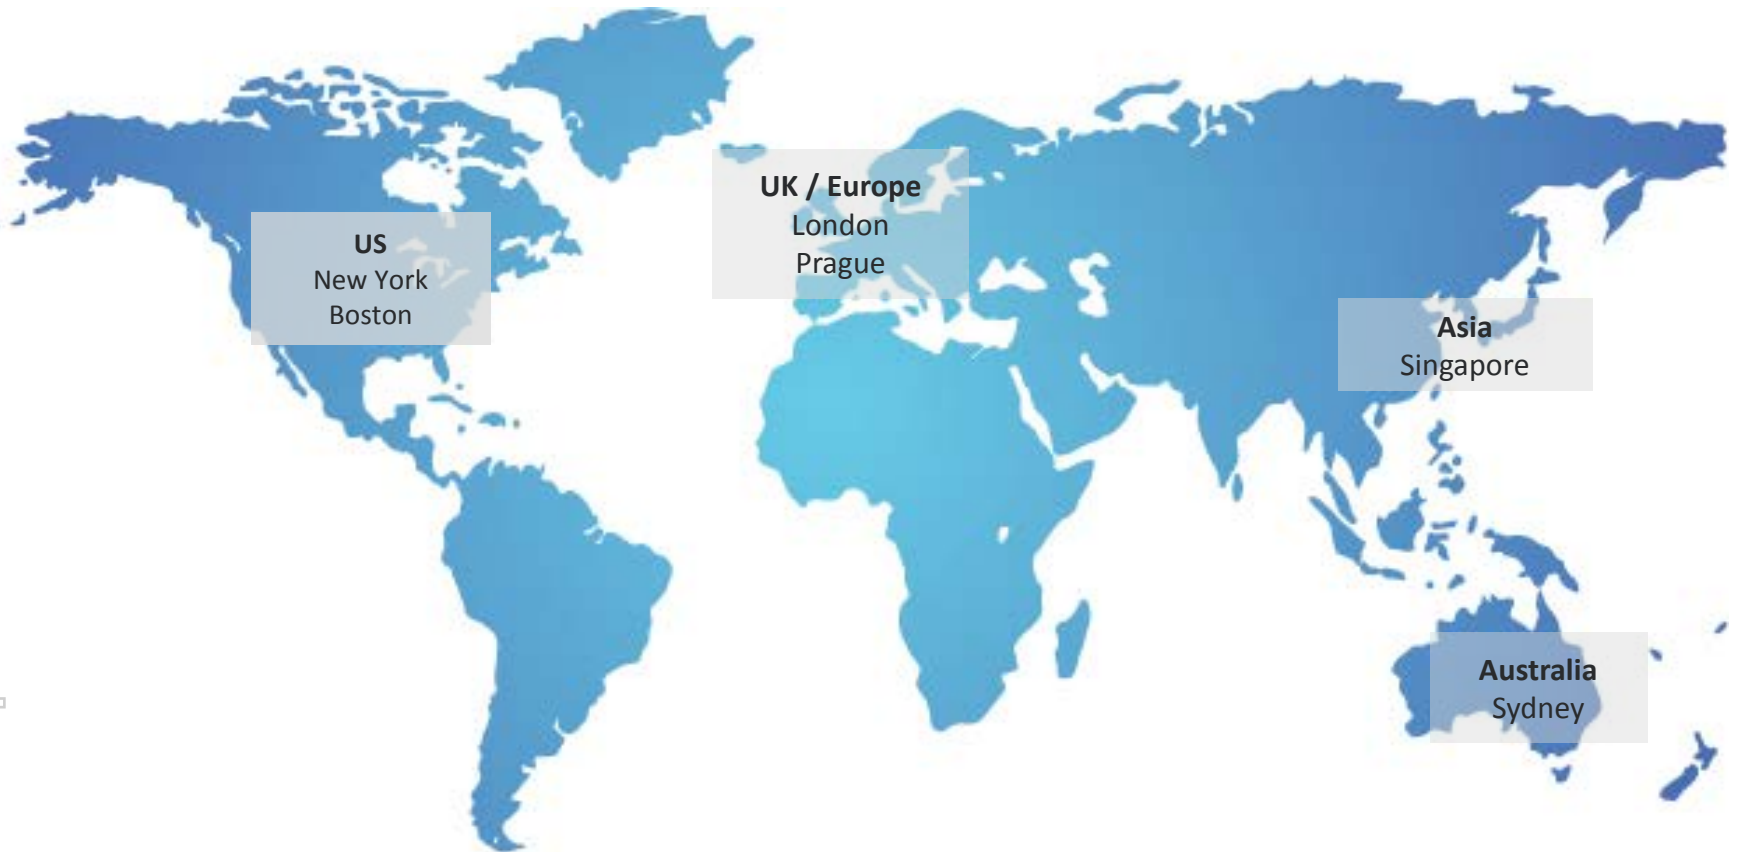 US
New York
Boston
UK / Europe
London
Prague
Asia
Singapore
Australia
Sydney